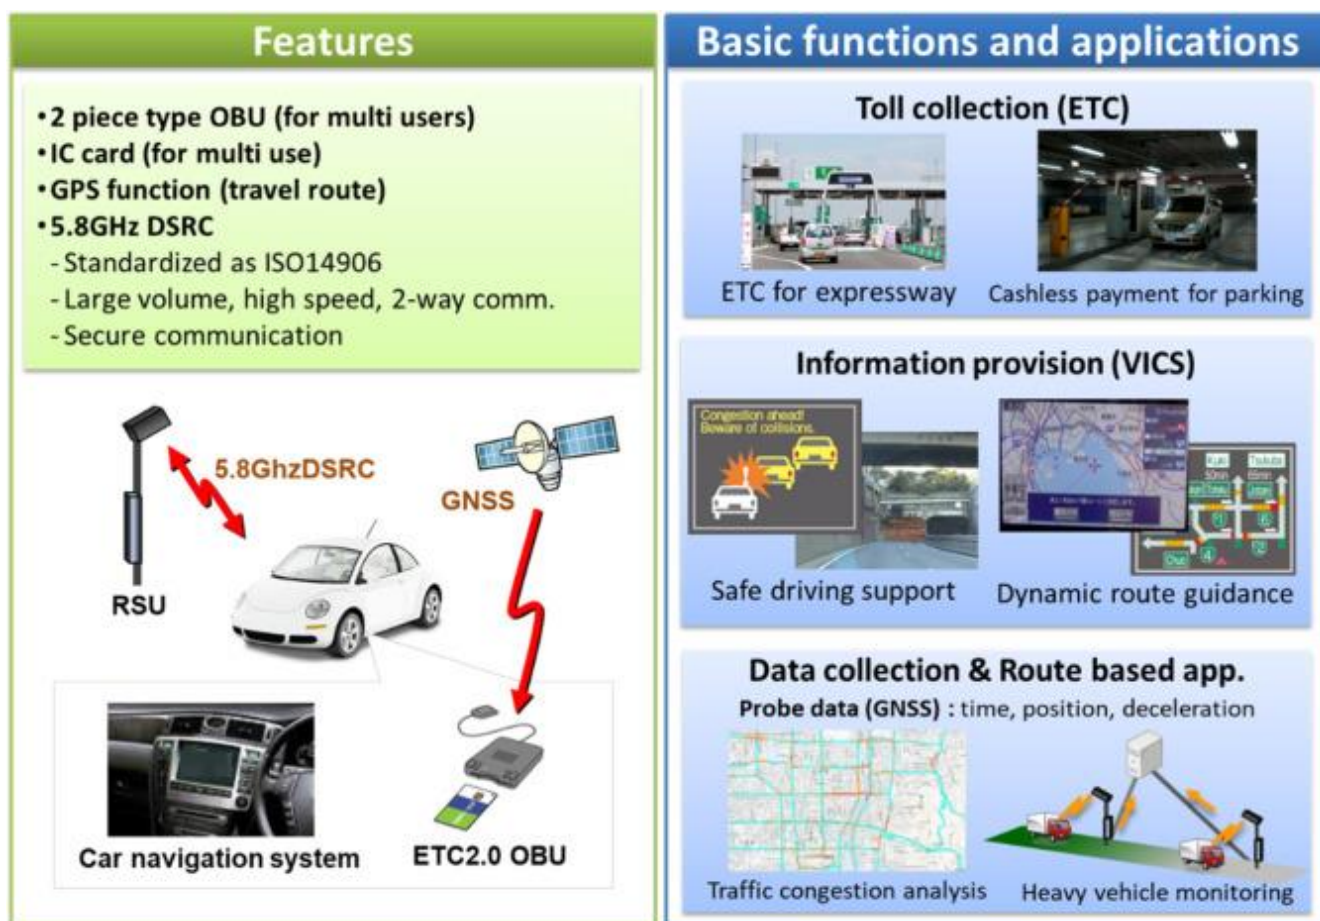 Features
• 2 piece type OBU (for multi users)
• IC card (for multi use)
• GPS function (travel route)
• 5.8GHz DSRC
- Standardized as ISO14906
- Large volume, high speed, 2-way comm.
- Secure communication
5.8GhzDSRC
GNSS
RSU
Car navigation system
ETC2.0 OBU
Basic functions and applications
Toll collection (ETC)
ETC for expressway
Cashless payment for parking
Information provision (VICS)
Congestion ahead!
Beware of collisions.
Kuki
Tsukuba
50min
65min
Safe driving support
Dynamic route guidance
Data collection & Route based app.
Probe data (GNSS) : time, position, deceleration
Traffic congestion analysis
Heavy vehicle monitoring